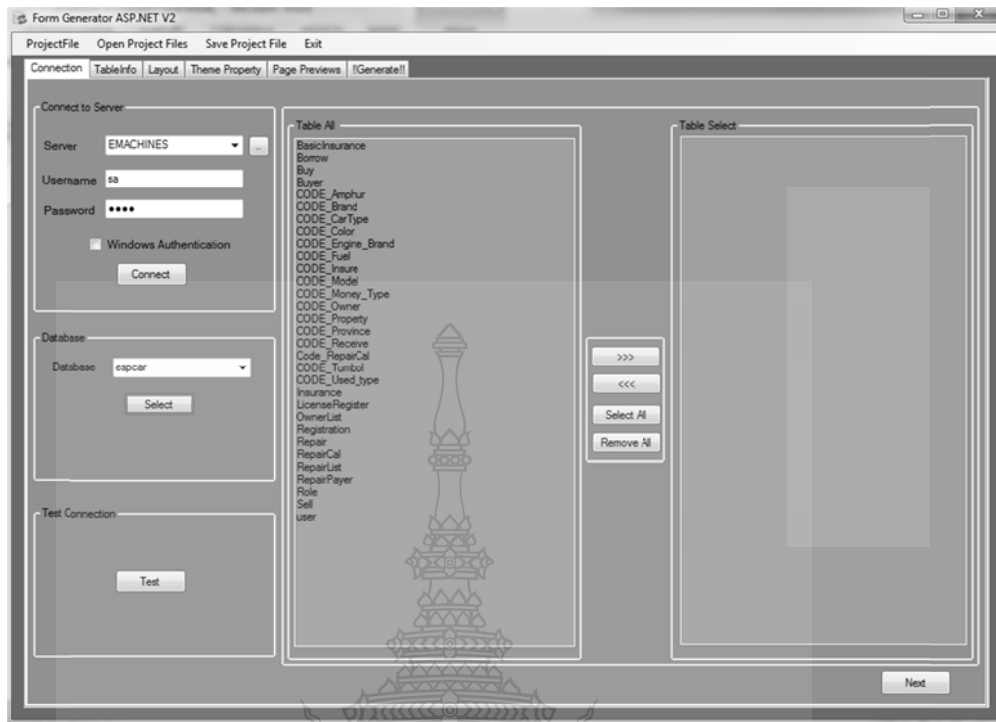 Form Generator ASP.NET V2
ProjectFile Open Project Files Save Project File Exit
Connection TableInfo Layout Theme Property Page Previews !!Generate!!
Connect to Server
Server EMACHINES ...
Username sa
Password ••••
Windows Authentication
Connect
Database
Database eapcar
Select
Test Connection
Test
Table All
BasicInsurance
Borrow
Buy
Buyer
CODE_Amphur
CODE_Brand
CODE_CarType
CODE_Color
CODE_Engine_Brand
CODE_Fuel
CODE_Insure
CODE_Model
CODE_Money_Type
CODE_Owner
CODE_Property
CODE_Province
CODE_Receive
Code_RepairCal
CODE_Tumbol
CODE_Used_type
Insurance
LicenseRegister
OwnerList
Registration
Repair
RepairCal
RepairList
RepairPayer
Role
Sell
user
>>>
<<<
Select All
Remove All
Table Select
Next